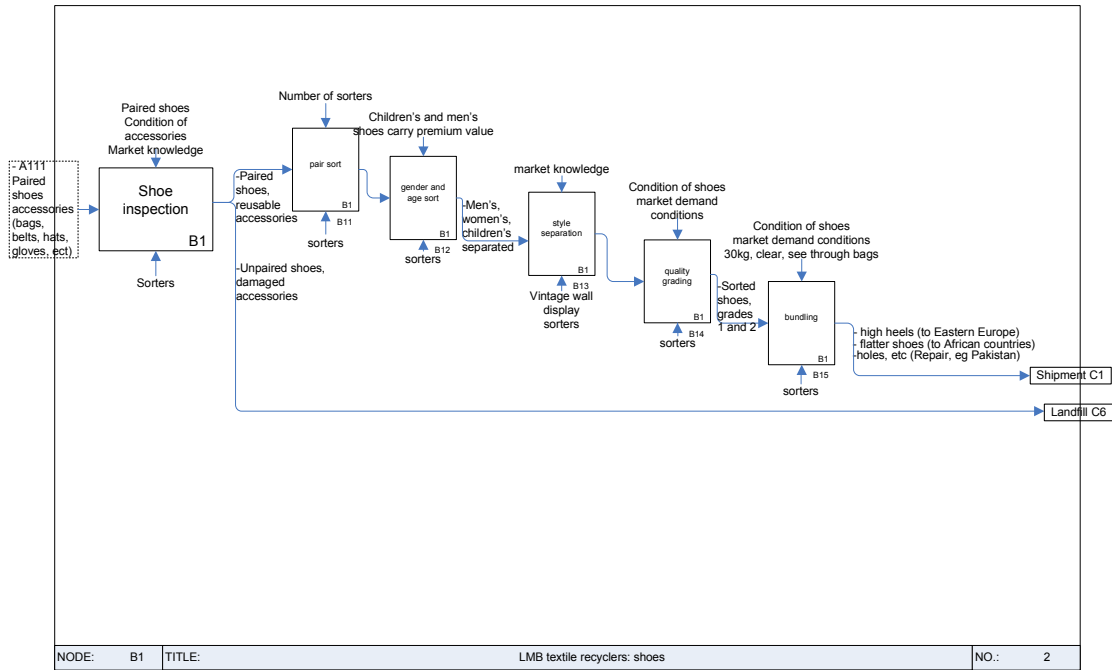 - A111
Paired
shoes
accessories
(bags,
belts, hats,
gloves, ect)
Paired shoes
Condition of
accessories
Market knowledge
Shoe
inspection
B1
Sorters
-Paired
shoes,
reusable
accessories
-Unpaired shoes,
damaged
accessories
Number of sorters
pair sort
B1
B11
sorters
Children's and men's
shoes carry premium value
gender and
age sort
B1
B12
sorters
-Men's,
women's,
children's
separated
market knowledge
style
separation
B1
B13
Vintage wall
display
sorters
Condition of shoes
market demand
conditions
quality
grading
B1
B14
sorters
-Sorted
shoes,
grades
1 and 2
Condition of shoes
market demand conditions
30kg, clear, see through bags
bundling
B1
B15
sorters
- high heels (to Eastern Europe)
- flatter shoes (to African countries)
-holes, etc (Repair, eg Pakistan)
Shipment C1
Landfill C6
NODE: B1 TITLE: LMB textile recyclers: shoes NO.: 2